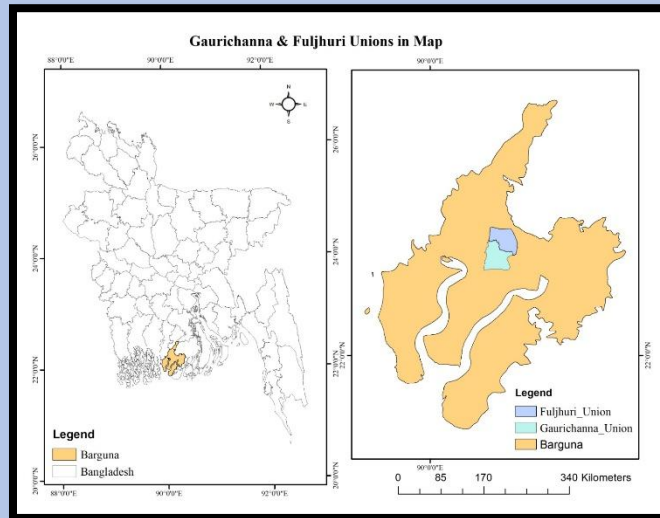 Gaurichanna & Fuljhuri Unions in Map
88°0'0"E 90°0'0"E 92°0'0"E
N
W E
E
26°0'0"N
24°0'0"N
22°0'0"N
20°0'0"N
Legend
Barguna
Bangladesh
88°0'0"E 90°0'0"E 92°0'0"E
26°0'0"N
24°0'0"N
22°0'0"N
20°0'0"N
90°0'0"E
1
22°0'0"N
Legend
Fuljhuri_Union
Gaurichanna_Union
Barguna
90°0'0"E
0 85 170 340 Kilometers